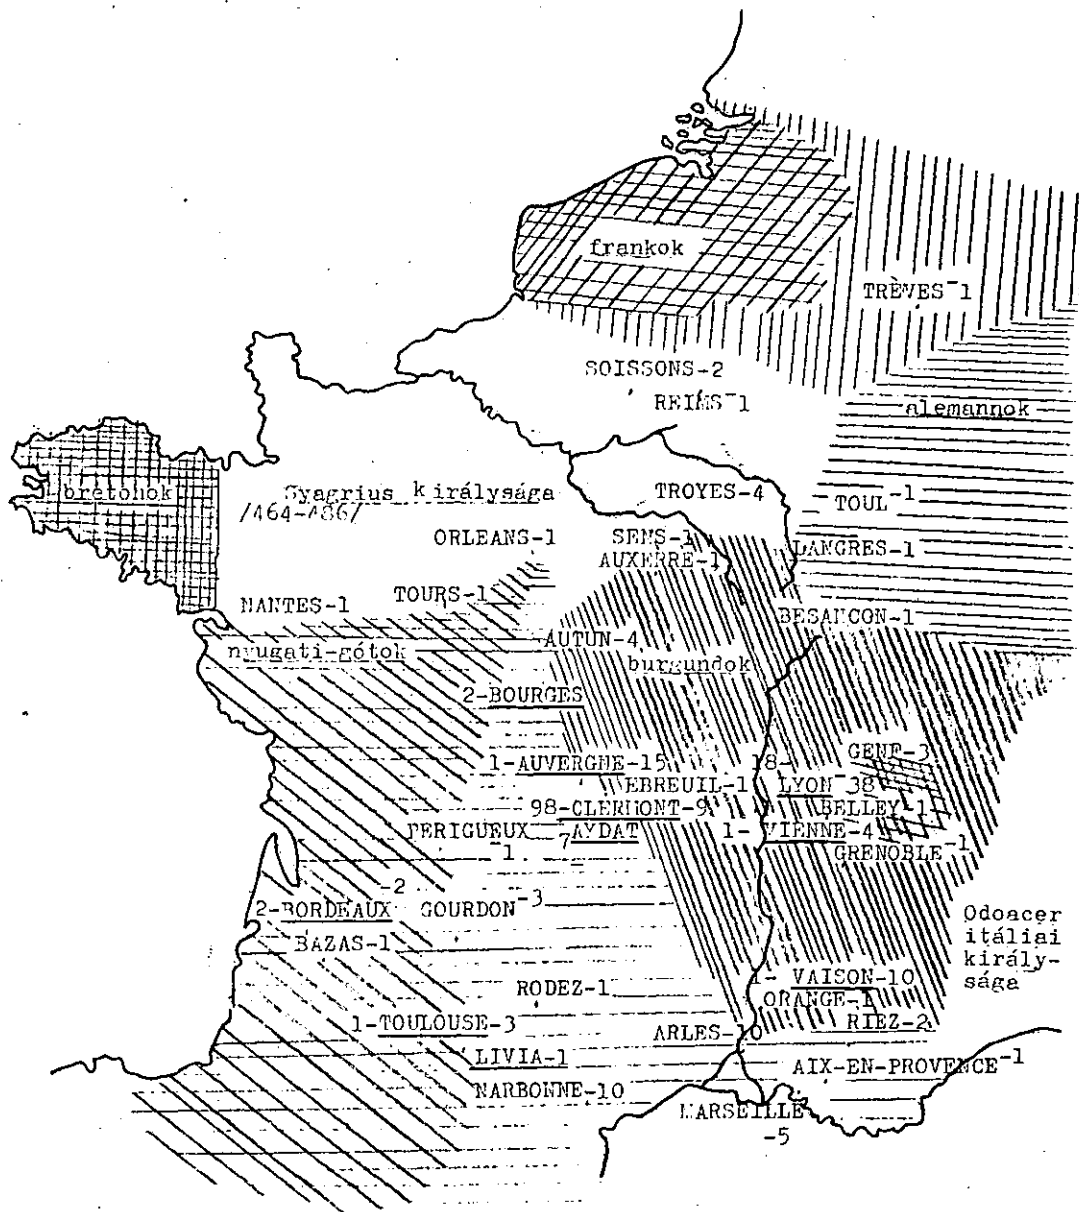 frankok
TRÈVES-1
SOISSONS-2
REIMS-1
alemannok
bretonok
Syagrius királysága
/464-486/
TROYES-4
TOUL-1
ORLEANS-1
SENS-1
LANGRES-1
AUXERRE-1
TOURS-1
NANTES-1
BESANCON-1
AUTUN-4
nyugati-gótok
burgundok
2-BOURGES
GENF-3
1-AUVERGNE-15
18-
EBREUIL-1
LYON-38
98-CLERMONT-9
BELLEY-1
PERIGUEUX
-1
7
AYDAT
1-VIENNE-4
GRENOBLE-1
-2
2-BORDEAUX
GOURDON-3
BAZAS-1
Odoacer
itáliai
király-
sága
1-VAISON-10
RODEZ-1
ORANGE-1
1-TOULOUSE-3
ARLES-10
RIEZ-2
LIVIA-1
AIX-EN-PROVENCE-1
NARBONNE-10
MARSEILLE
-5